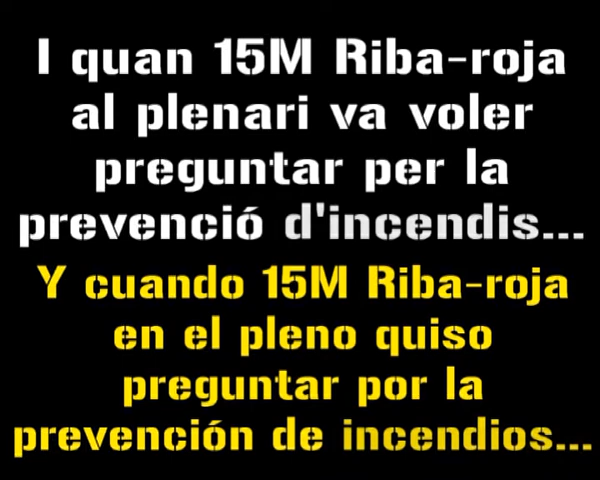 I quan 15M Riba-roja
al plenari va voler
preguntar per la
prevenció d'incendis...
Y cuando 15M Riba-roja
en el pleno quiso
preguntar por la
prevención de incendios...